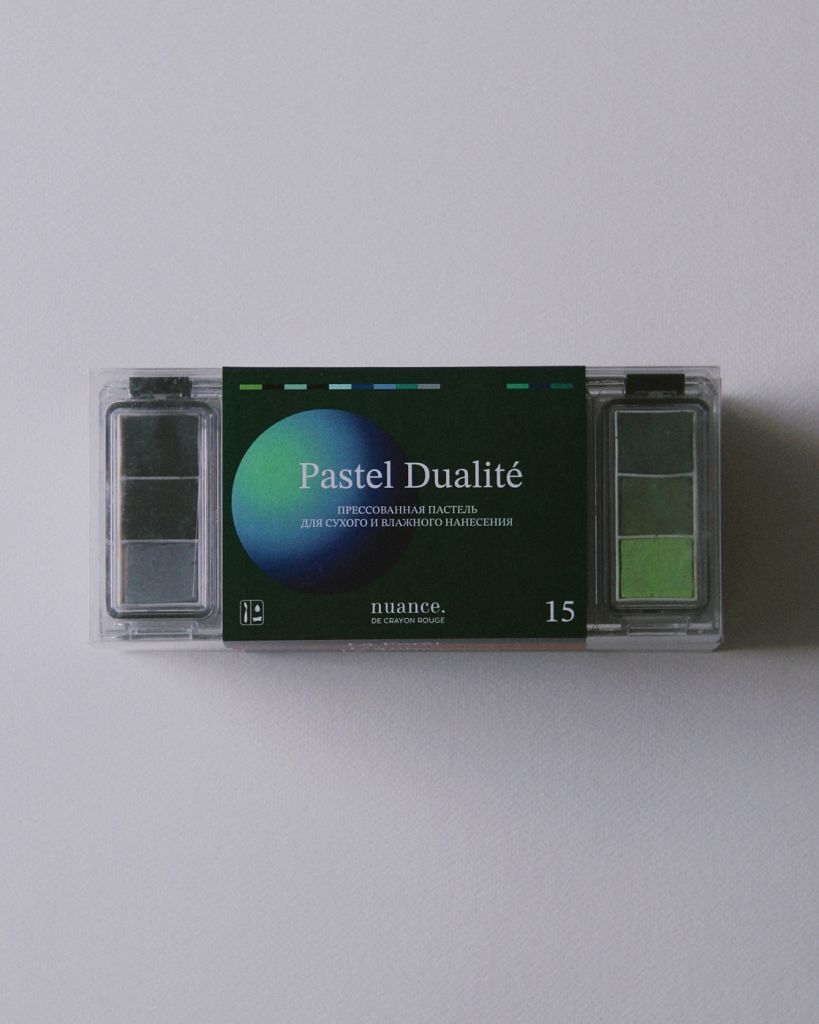 Pastel Dualité
ПРЕССОВАННАЯ ПАСТЕЛЬ
ДЛЯ СУХОГО И ВЛАЖНОГО НАНЕСЕНИЯ
nuance.
DE CRAYON ROUGE
15